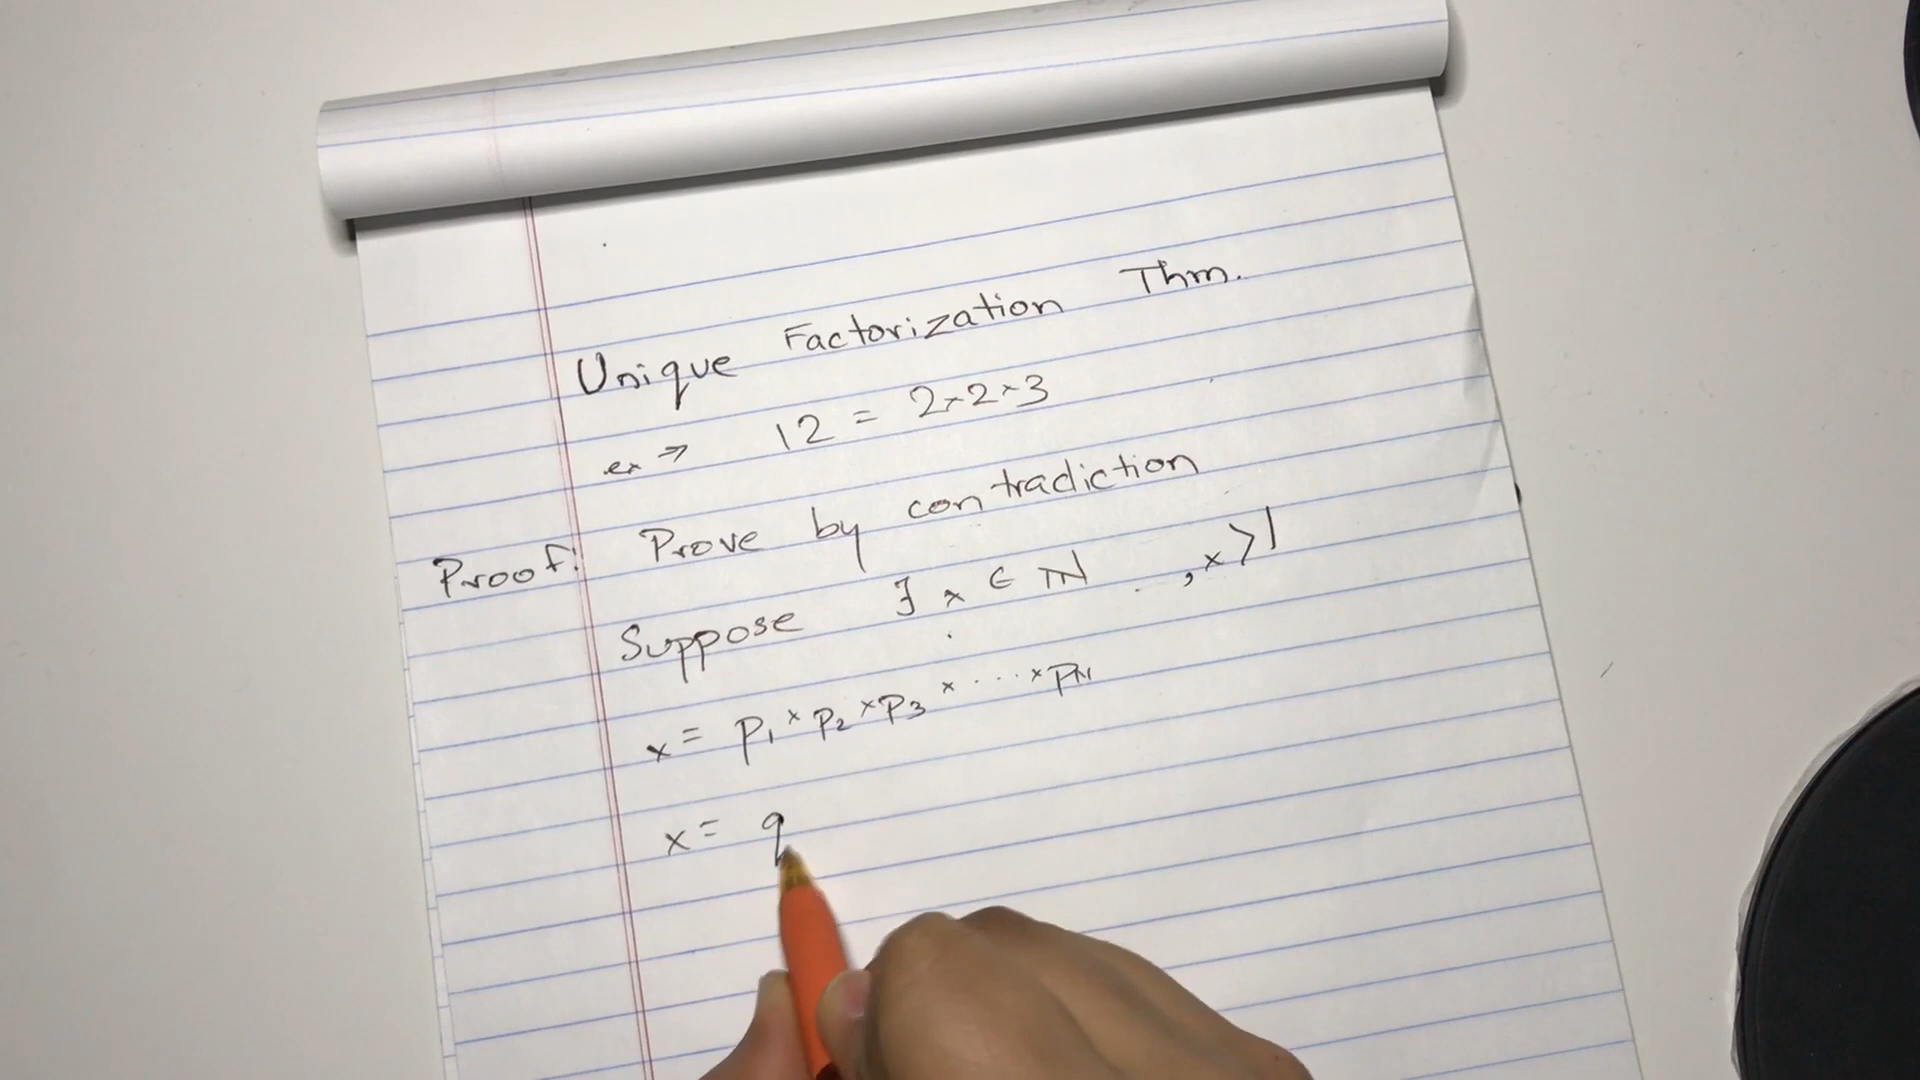 Unique Factorization Thm.
ex ⇒ 12 = 2×2×3
Proof: Prove by contradiction
Suppose ∃ x ∈ ℕ , x > 1
x = p₁ × p₂ × p₃ × ... × pₙ
x = q